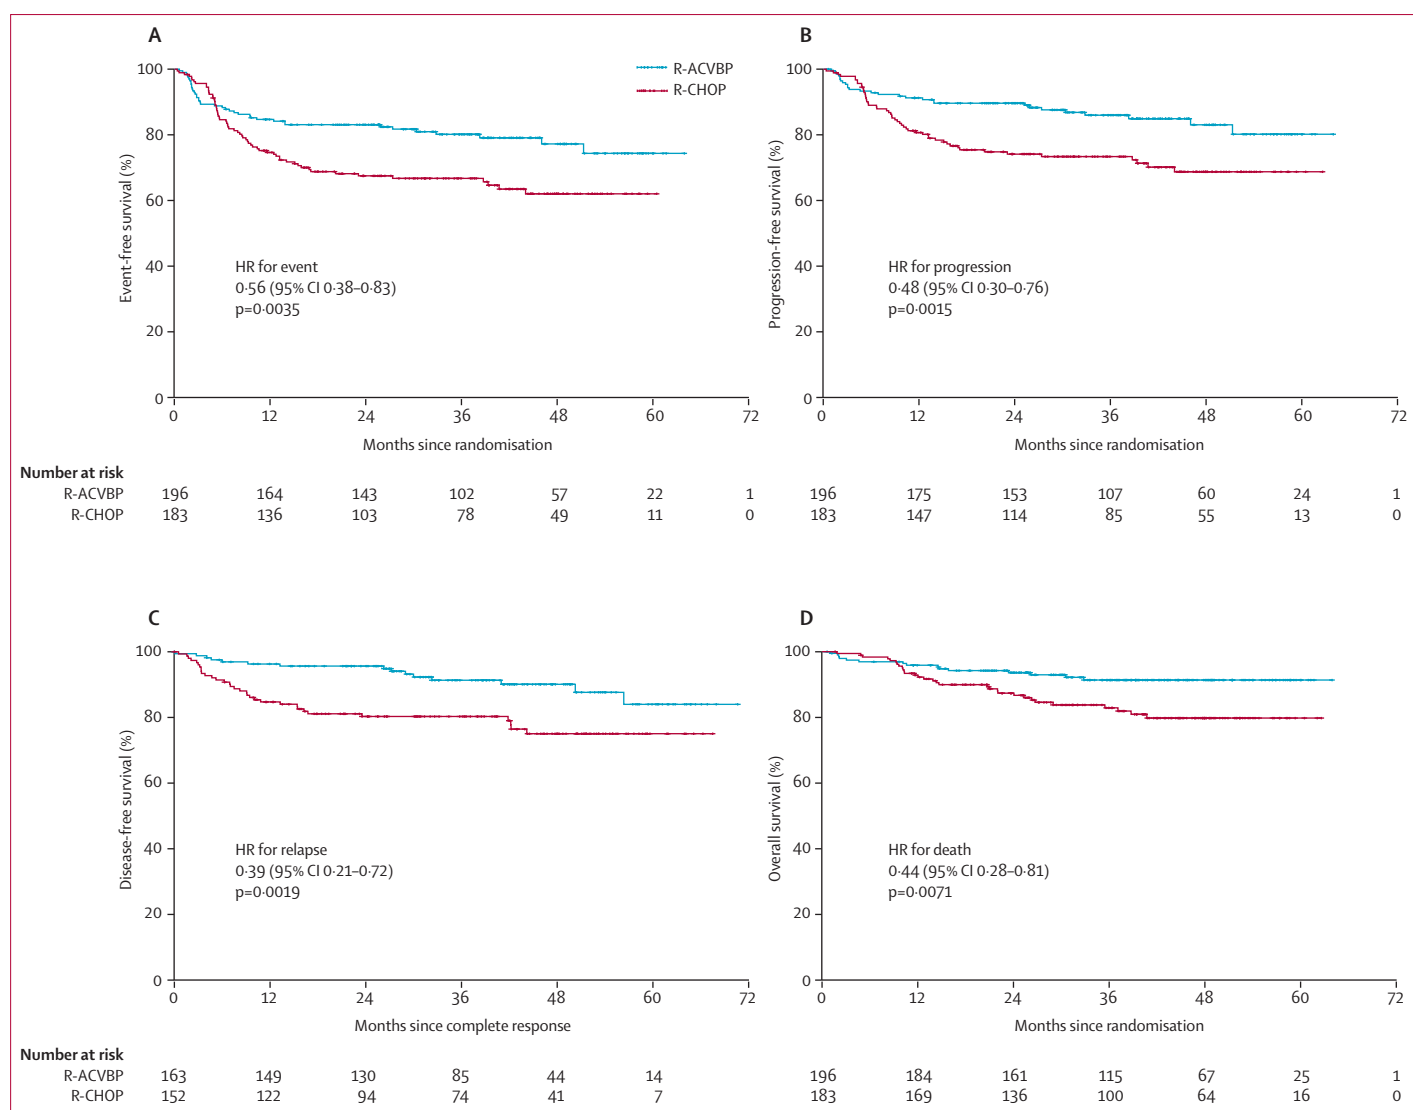 A
R-ACVBP
R-CHOP
Event-free survival (%)
100
80
60
40
20
0
HR for event
0·56 (95% CI 0·38–0·83)
p=0·0035
0 12 24 36 48 60 72
Months since randomisation
B
Progression-free survival (%)
100
80
60
40
20
0
HR for progression
0·48 (95% CI 0·30–0·76)
p=0·0015
0 12 24 36 48 60 72
Months since randomisation
Number at risk
R-ACVBP 196 164 143 102 57 22 1 196 175 153 107 60 24 1
R-CHOP 183 136 103 78 49 11 0 183 147 114 85 55 13 0
C
Disease-free survival (%)
100
80
60
40
20
0
HR for relapse
0·39 (95% CI 0·21–0·72)
p=0·0019
0 12 24 36 48 60 72
Months since complete response
D
Overall survival (%)
100
80
60
40
20
0
HR for death
0·44 (95% CI 0·28–0·81)
p=0·0071
0 12 24 36 48 60 72
Months since randomisation
Number at risk
R-ACVBP 163 149 130 85 44 14 196 184 161 115 67 25 1
R-CHOP 152 122 94 74 41 7 183 169 136 100 64 16 0